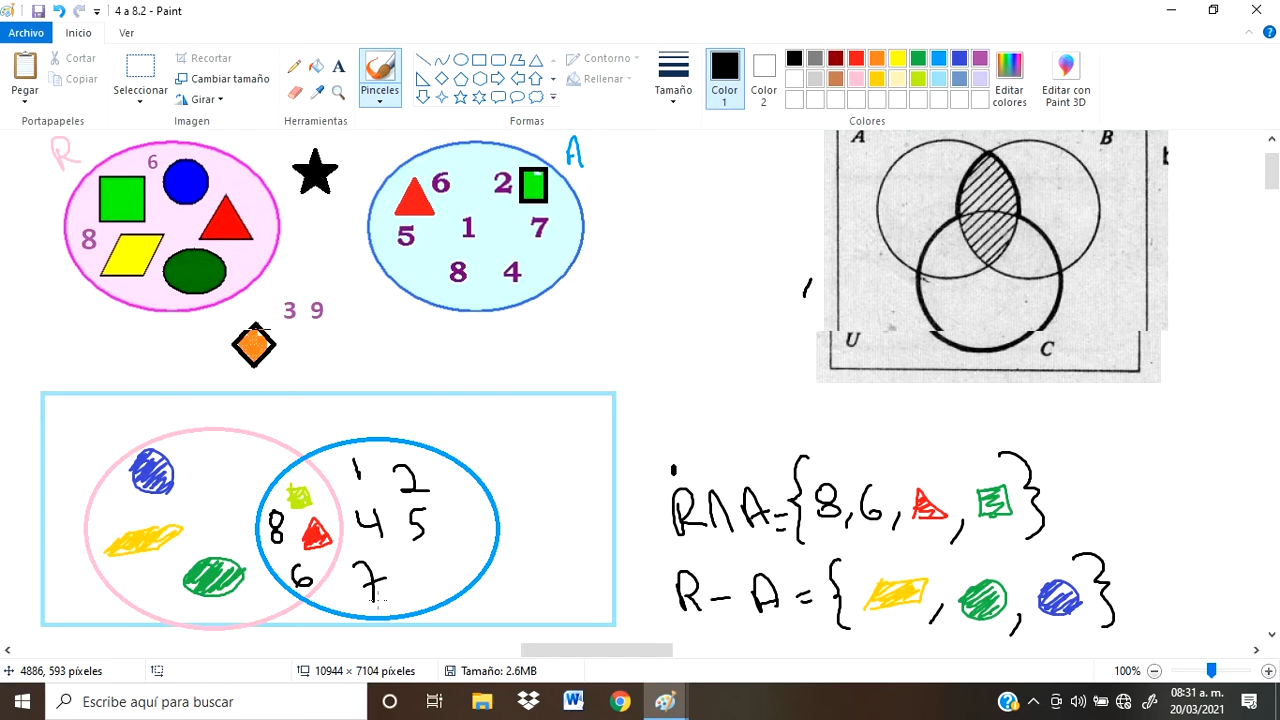 4 a 8.2 - Paint
Archivo Inicio Ver
Pegar
Cortar
Copiar
Portapapeles
Seleccionar
Recortar
Cambiar tamaño
Girar
Imagen
A
Herramientas
Pinceles
Contorno
Rellenar
Formas
Tamaño
Color 1
Color 2
Editar colores
Editar con Paint 3D
Colores
R
6
8
A
6 2
5 1 7
8 4
3 9
A B
U C
1 2
8 4 5
6 7
R∩A={8,6, , }
R - A = { , , }
4886, 593 píxeles
10944 × 7104 píxeles
Tamaño: 2.6MB
100%
Escribe aquí para buscar
08:31 a. m.
20/03/2021